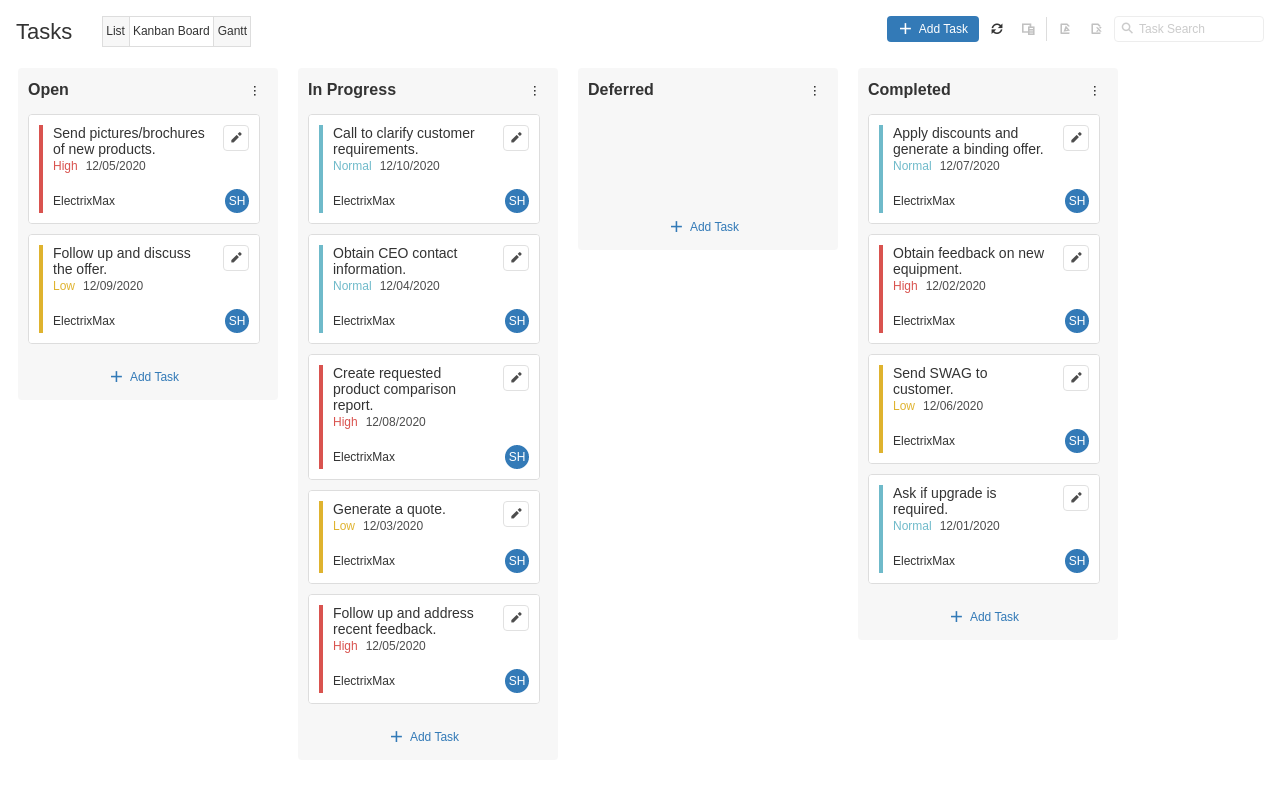 Tasks
List
Kanban Board
Gantt
Add Task
Task Search
Open
Send pictures/brochures
of new products.
High 12/05/2020
ElectrixMax
SH
Follow up and discuss
the offer.
Low 12/09/2020
ElectrixMax
SH
Add Task
In Progress
Call to clarify customer
requirements.
Normal 12/10/2020
ElectrixMax
SH
Obtain CEO contact
information.
Normal 12/04/2020
ElectrixMax
SH
Create requested
product comparison
report.
High 12/08/2020
ElectrixMax
SH
Generate a quote.
Low 12/03/2020
ElectrixMax
SH
Follow up and address
recent feedback.
High 12/05/2020
ElectrixMax
SH
Add Task
Deferred
Add Task
Completed
Apply discounts and
generate a binding offer.
Normal 12/07/2020
ElectrixMax
SH
Obtain feedback on new
equipment.
High 12/02/2020
ElectrixMax
SH
Send SWAG to
customer.
Low 12/06/2020
ElectrixMax
SH
Ask if upgrade is
required.
Normal 12/01/2020
ElectrixMax
SH
Add Task